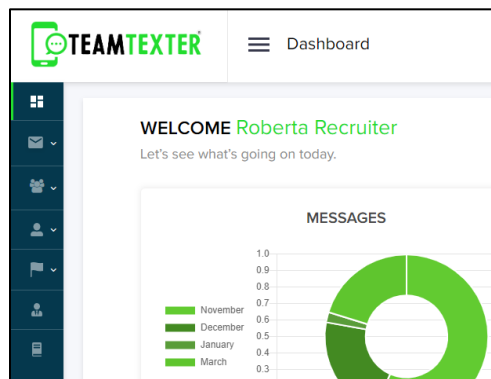 TEAMTEXTER®
Dashboard
WELCOME Roberta Recruiter
Let's see what's going on today.
MESSAGES
November
December
January
March
1.0
0.9
0.8
0.7
0.6
0.5
0.4
0.3